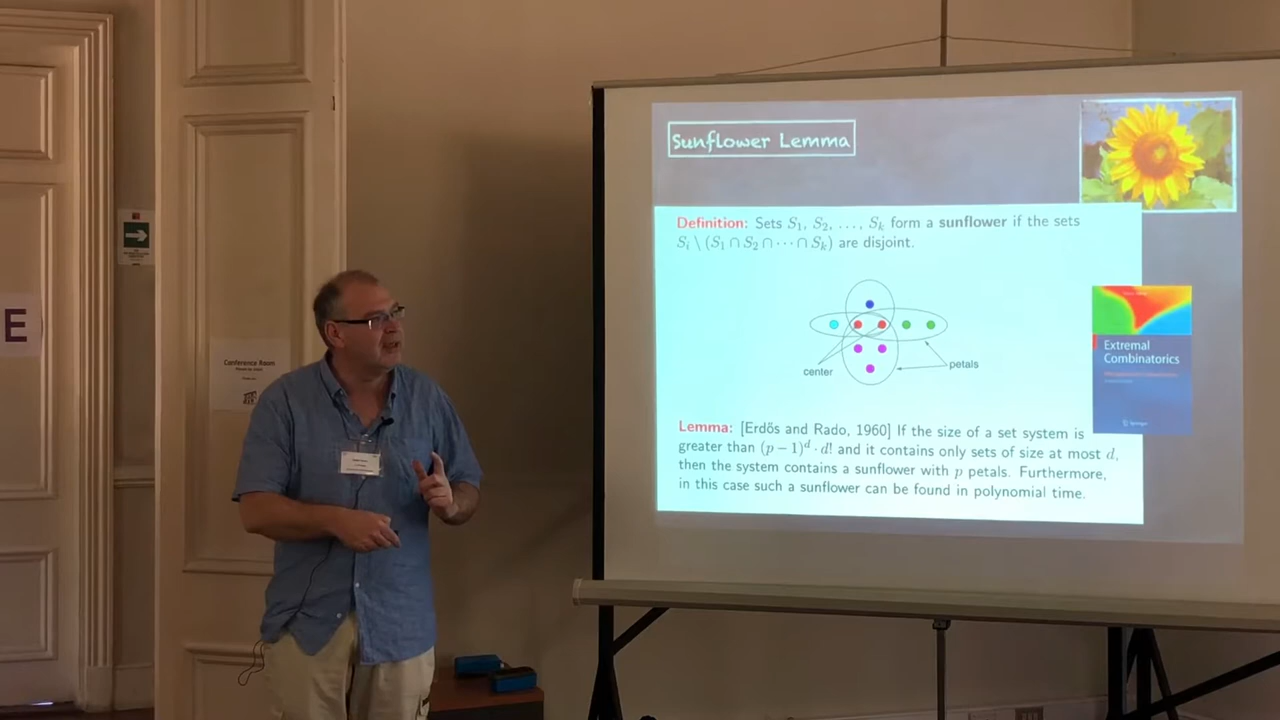 E
Conference Room
Sunflower Lemma
Definition: Sets S₁, S₂, ..., Sₖ form a sunflower if the sets
Sᵢ \ (S₁ ∩ S₂ ∩ ··· ∩ Sₖ) are disjoint.
center
petals
Extremal
Combinatorics
Springer
Lemma: [Erdős and Rado, 1960] If the size of a set system is
greater than (p − 1)ᵈ · d! and it contains only sets of size at most d,
then the system contains a sunflower with p petals. Furthermore,
in this case such a sunflower can be found in polynomial time.